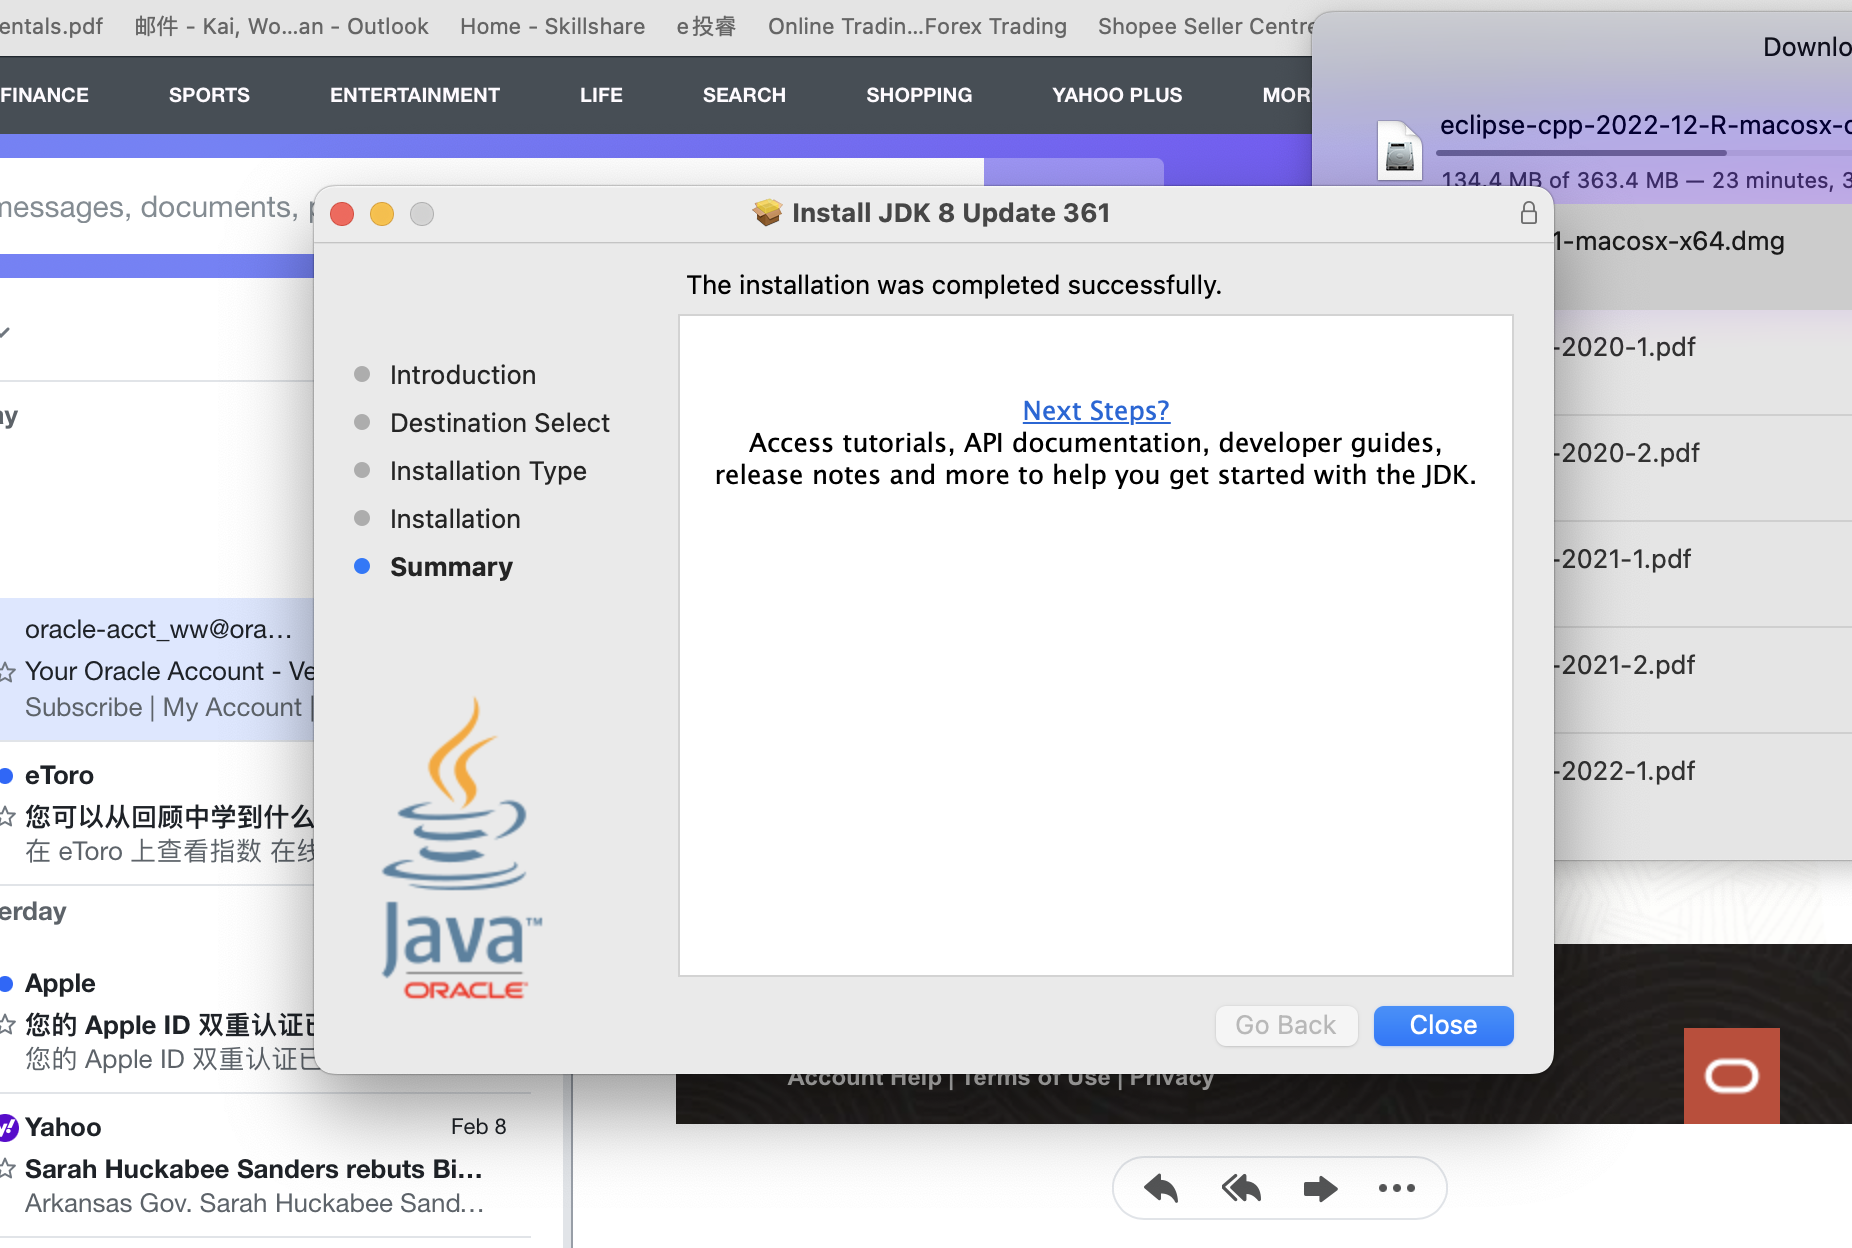 entals.pdf 邮件 - Kai, Wo...an - Outlook Home - Skillshare e投睿 Online Tradin...Forex Trading Shopee Seller Centre
FINANCE SPORTS ENTERTAINMENT LIFE SEARCH SHOPPING YAHOO PLUS MOR
Downlo
eclipse-cpp-2022-12-R-macosx-c
134.4 MB of 363.4 MB — 23 minutes, 3
messages, documents, p
Install JDK 8 Update 361
1-macosx-x64.dmg
The installation was completed successfully.
Introduction
Destination Select
Installation Type
Installation
Summary
Next Steps?
Access tutorials, API documentation, developer guides,
release notes and more to help you get started with the JDK.
Java™
ORACLE
Go Back Close
-2020-1.pdf
-2020-2.pdf
-2021-1.pdf
-2021-2.pdf
-2022-1.pdf
ay
oracle-acct_ww@ora...
Your Oracle Account - Ve
Subscribe | My Account |
eToro
您可以从回顾中学到什么
在 eToro 上查看指数 在线
erday
Apple
您的 Apple ID 双重认证已
您的 Apple ID 双重认证已
Yahoo Feb 8
Sarah Huckabee Sanders rebuts Bi...
Arkansas Gov. Sarah Huckabee Sand...
Account Help | Terms of Use | Privacy